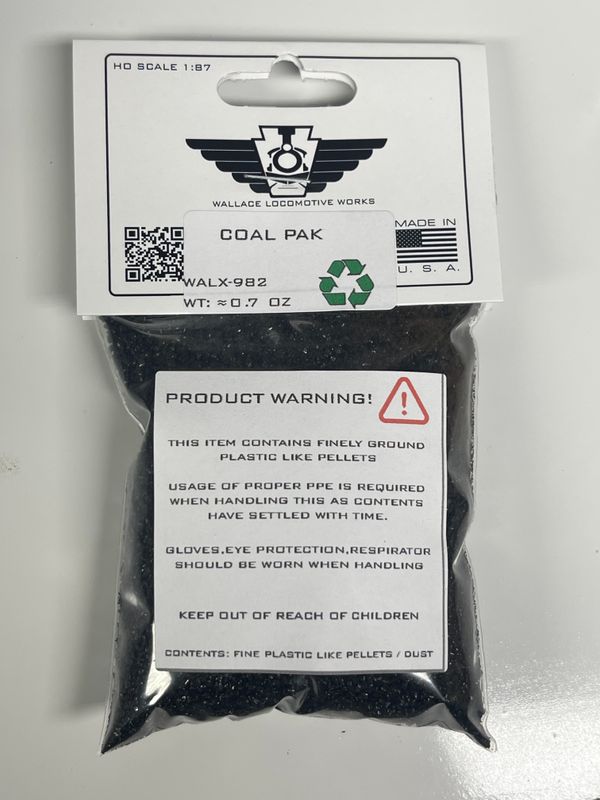 HO SCALE 1:87
WALLACE LOCOMOTIVE WORKS
COAL PAK
MADE IN
U. S. A.
WALX-982
WT: ≈0.7 OZ
PRODUCT WARNING!
THIS ITEM CONTAINS FINELY GROUND
PLASTIC LIKE PELLETS
USAGE OF PROPER PPE IS REQUIRED
WHEN HANDLING THIS AS CONTENTS
HAVE SETTLED WITH TIME.
GLOVES,EYE PROTECTION,RESPIRATOR
SHOULD BE WORN WHEN HANDLING
KEEP OUT OF REACH OF CHILDREN
CONTENTS: FINE PLASTIC LIKE PELLETS / DUST